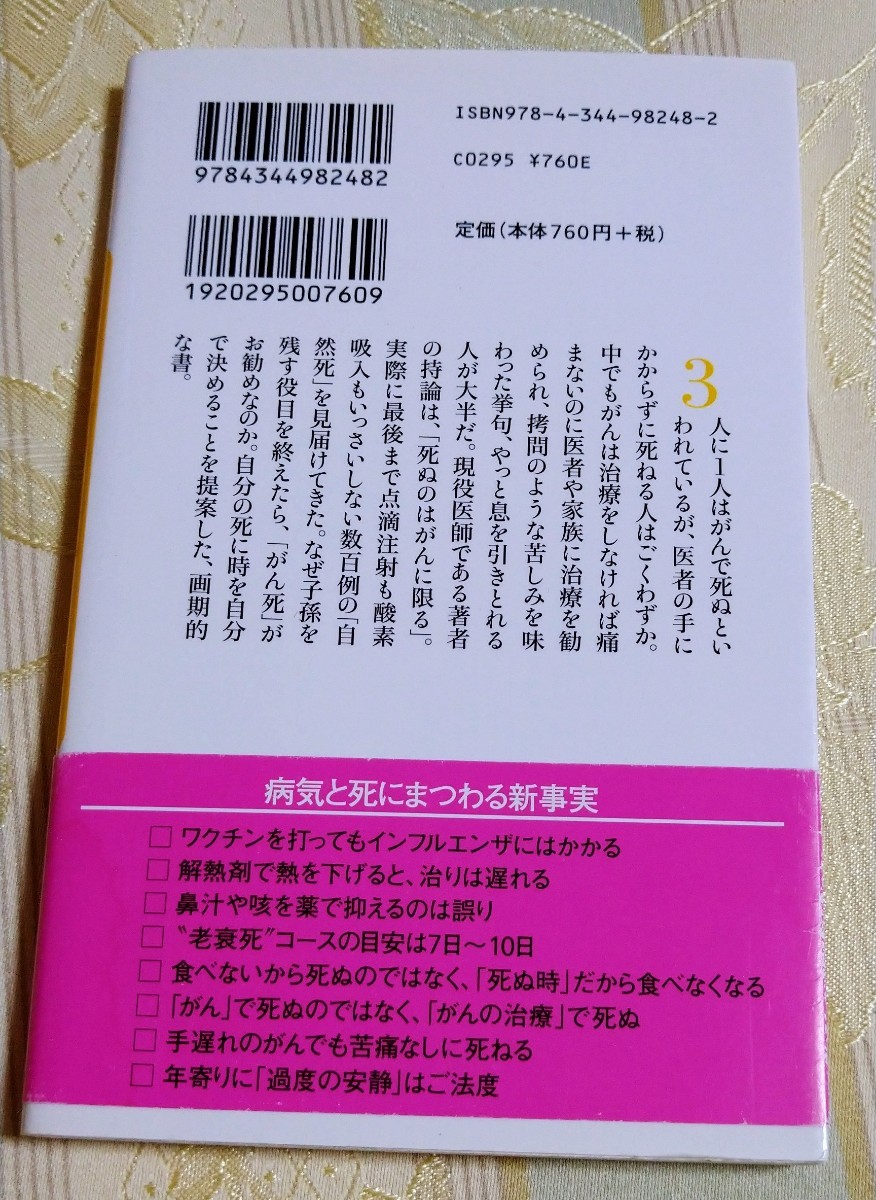 ISBN978-4-344-98248-2
9784344982482
C0295 ¥760E
定価(本体760円+税)
1920295007609
3人に1人はがんで死ぬとい
われているが、医者の手に
かからずに死ねる人はごくわずか。
中でもがんは治療をしなければ痛
まないのに医者や家族に治療を勧
められ、拷問のような苦しみを味
わった挙句、やっと息を引きとれる
人が大半だ。現役医師である著者
の持論は、「死ぬのはがんに限る」。
実際に最後まで点滴注射も酸素
吸入もいっさいしない数百例の「自
然死」を見届けてきた。なぜ子孫を
残す役目を終えたら、「がん死」が
お勧めなのか。自分の死に時を自分
で決めることを提案した、画期的
な書。
病気と死にまつわる新事実
□ ワクチンを打ってもインフルエンザにはかかる
□ 解熱剤で熱を下げると、治りは遅れる
□ 鼻汁や咳を薬で抑えるのは誤り
□ “老衰死”コースの目安は7日〜10日
□ 食べないから死ぬのではなく、「死ぬ時」だから食べなくなる
□ 「がん」で死ぬのではなく、「がんの治療」で死ぬ
□ 手遅れのがんでも苦痛なしに死ねる
□ 年寄りに「過度の安静」はご法度